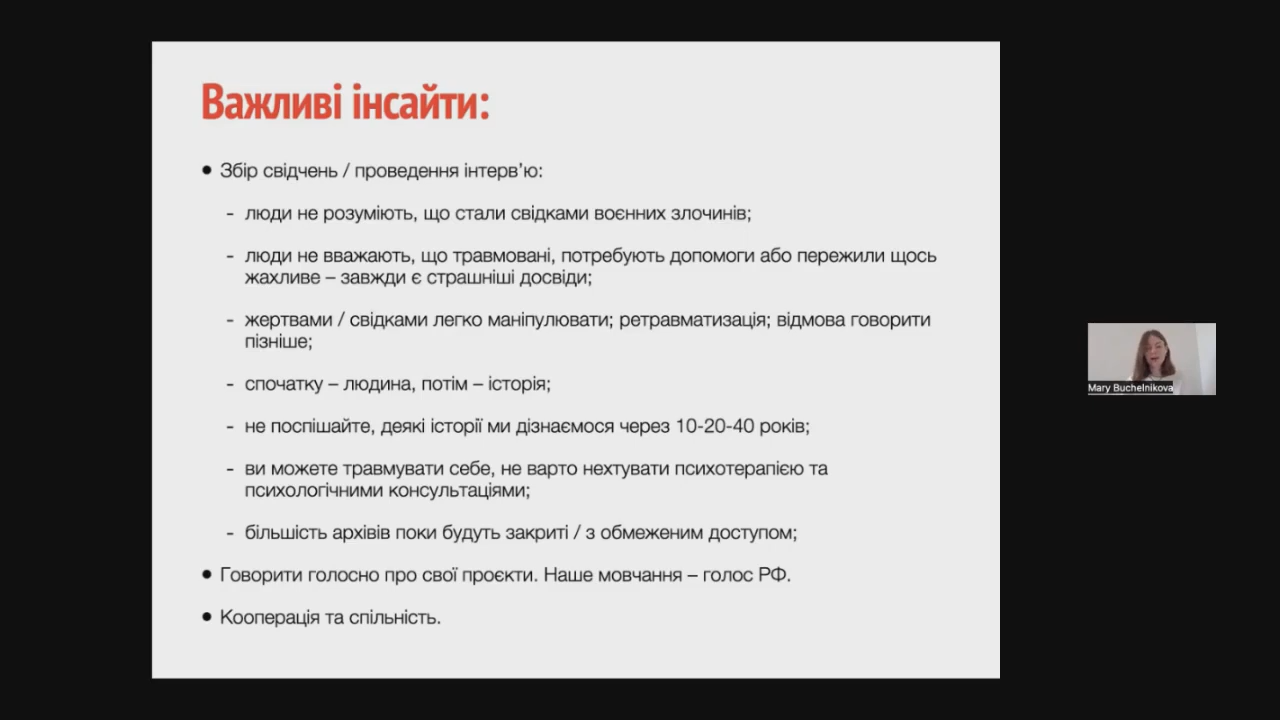 Важливі інсайти:
● Збір свідчень / проведення інтерв’ю:
- люди не розуміють, що стали свідками воєнних злочинів;
- люди не вважають, що травмовані, потребують допомоги або пережили щось
жахливе – завжди є страшніші досвіди;
- жертвами / свідками легко маніпулювати; ретравматизація; відмова говорити
пізніше;
- спочатку – людина, потім – історія;
- не поспішайте, деякі історії ми дізнаємося через 10-20-40 років;
- ви можете травмувати себе, не варто нехтувати психотерапією та
психологічними консультаціями;
- більшість архівів поки будуть закриті / з обмеженим доступом;
● Говорити голосно про свої проєкти. Наше мовчання – голос РФ.
● Кооперація та спільність.
Mary Buchelnikova